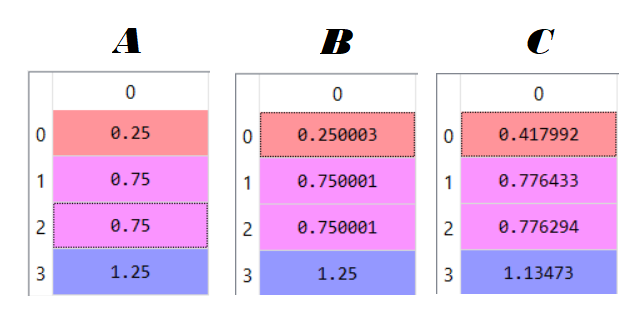 A B C
0 0 0
0 0.25 0 0.250003 0 0.417992
1 0.75 1 0.750001 1 0.776433
2 0.75 2 0.750001 2 0.776294
3 1.25 3 1.25 3 1.13473